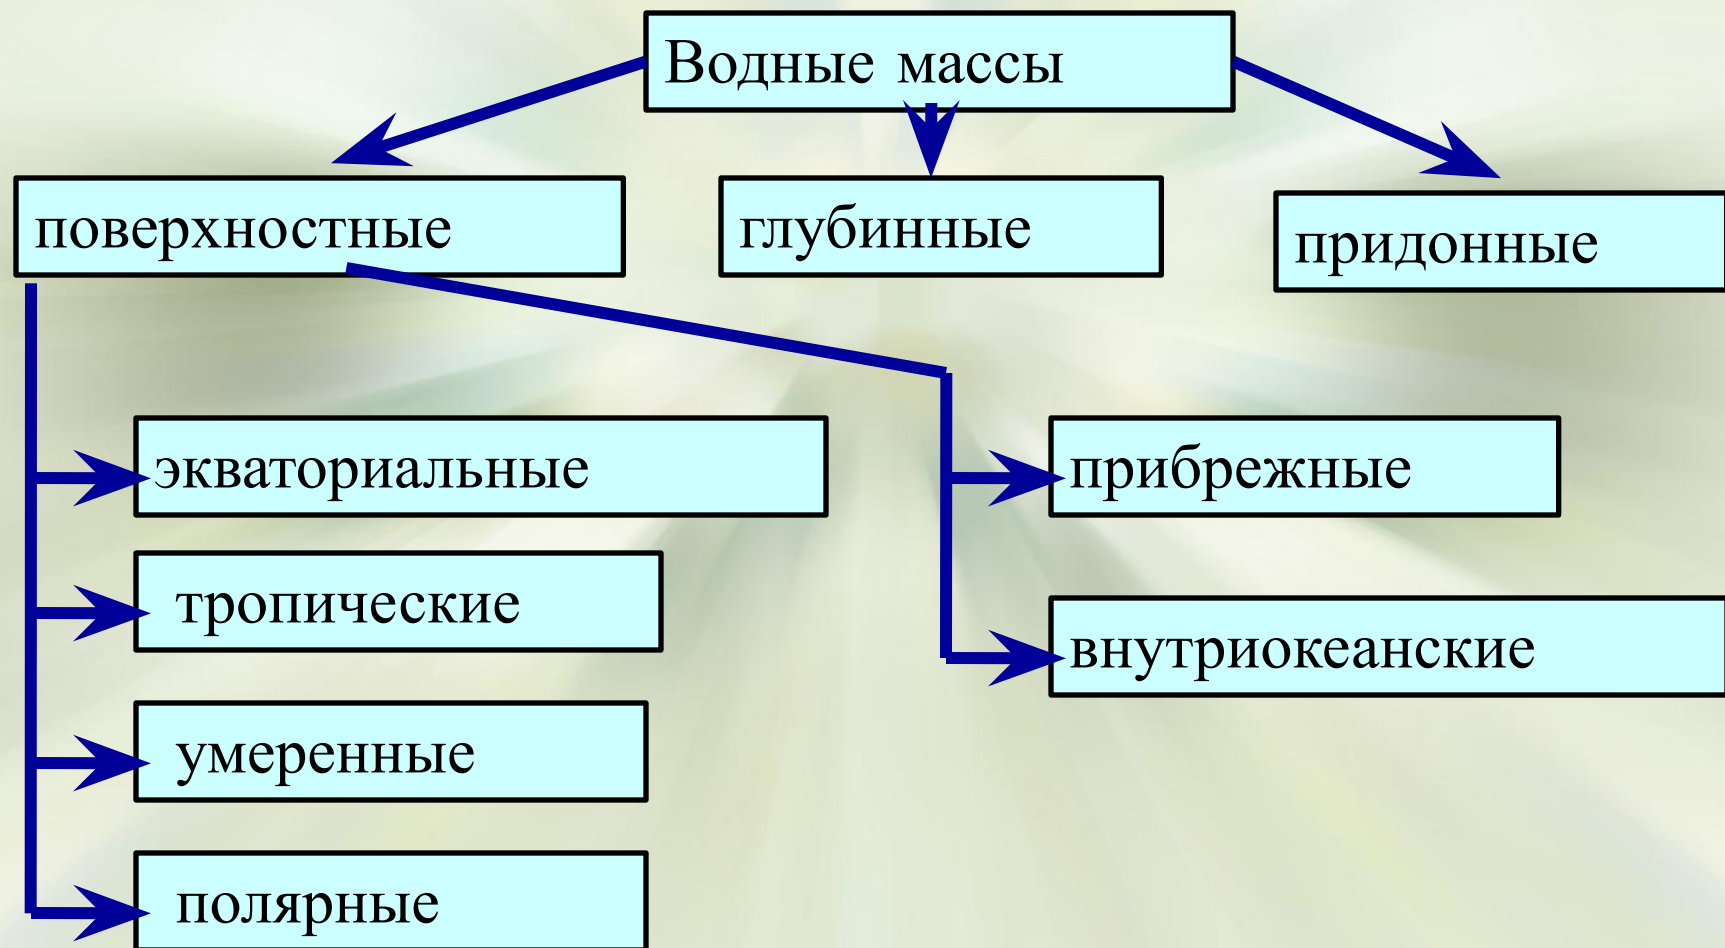 Водные массы
поверхностные
глубинные
придонные
экваториальные
прибрежные
тропические
внутриокеанские
умеренные
полярные